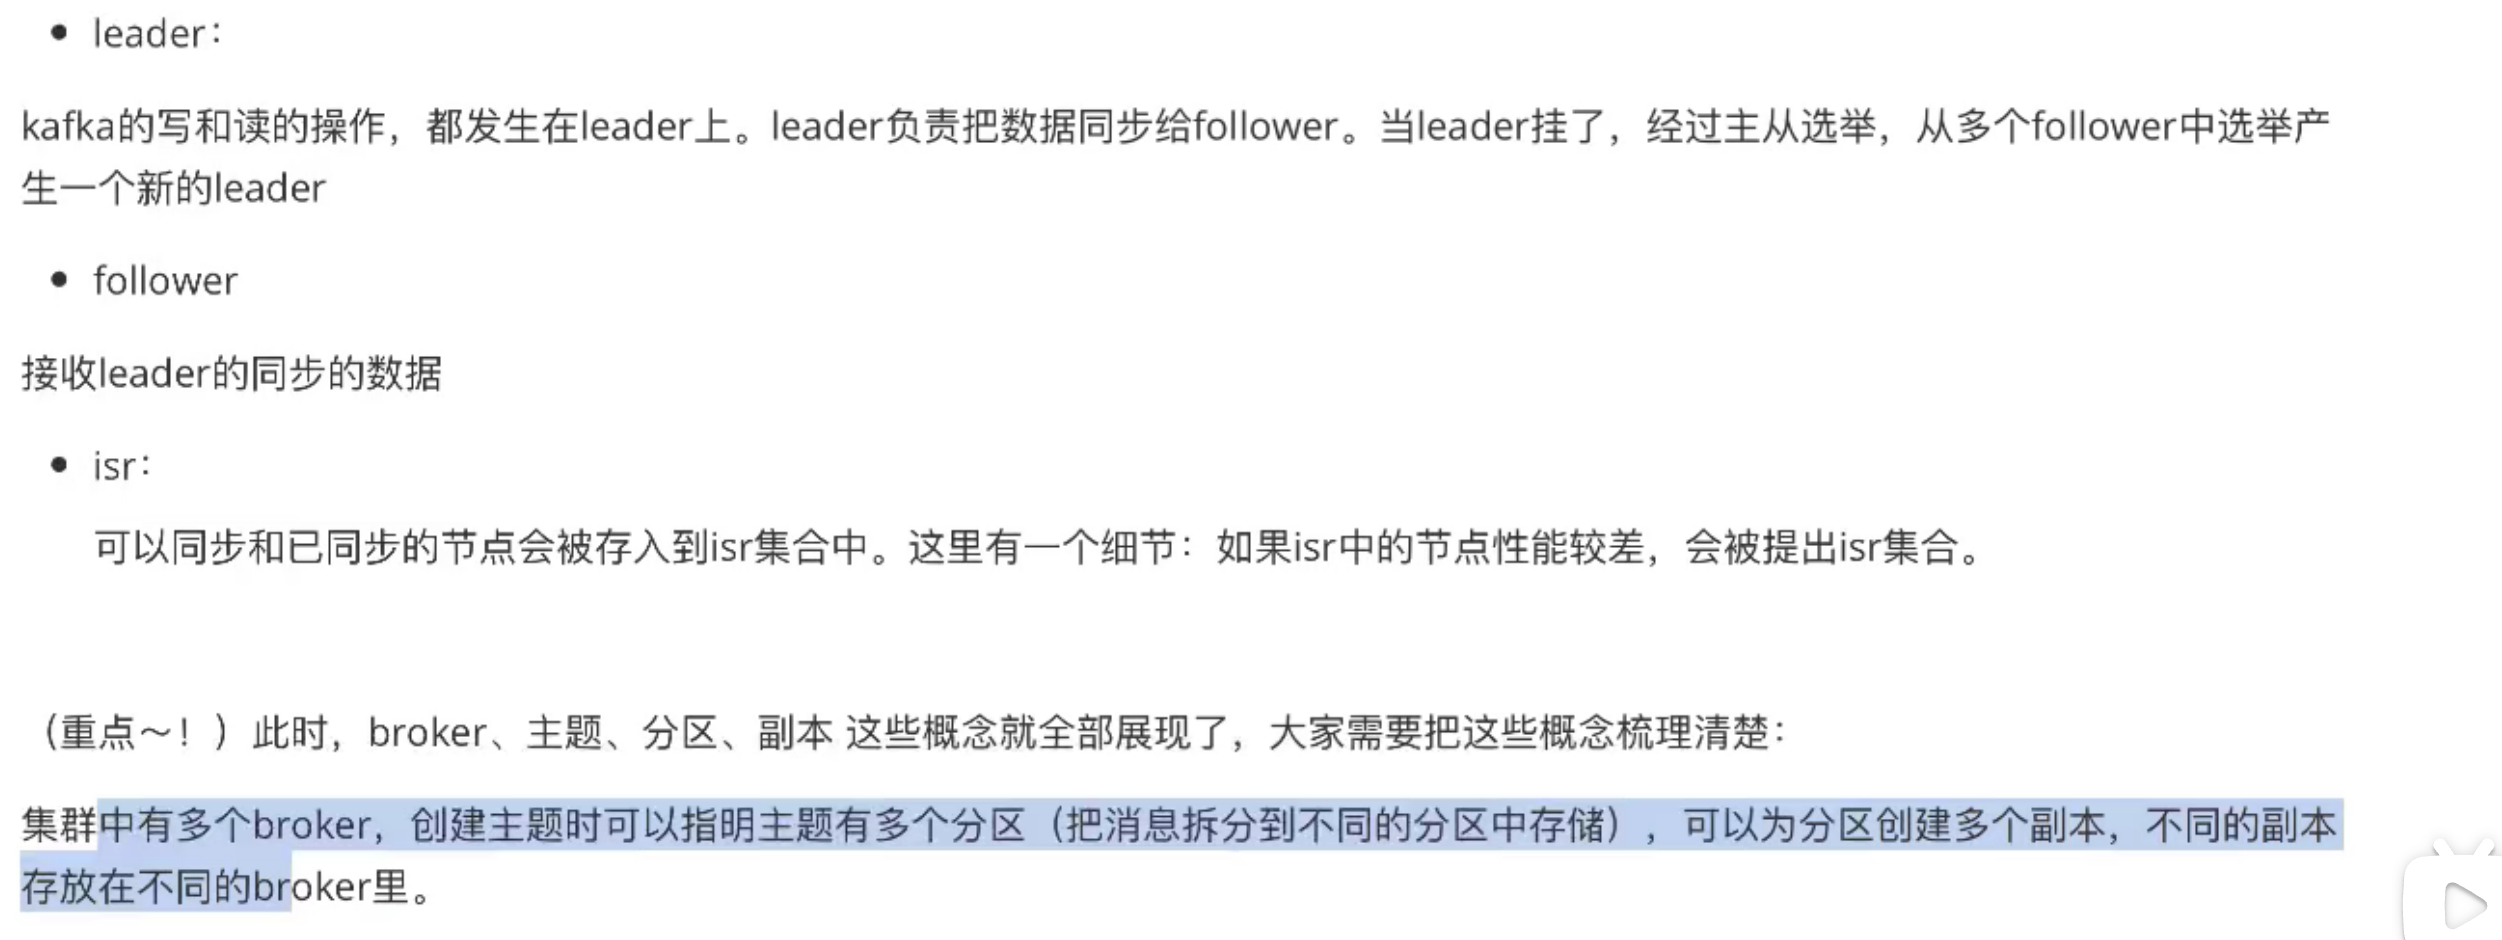 • leader：
kafka的写和读的操作，都发生在leader上。leader负责把数据同步给follower。当leader挂了，经过主从选举，从多个follower中选举产
生一个新的leader
• follower
接收leader的同步的数据
• isr：
可以同步和已同步的节点会被存入到isr集合中。这里有一个细节：如果isr中的节点性能较差，会被提出isr集合。
（重点～！）此时，broker、主题、分区、副本 这些概念就全部展现了，大家需要把这些概念梳理清楚：
集群中有多个broker，创建主题时可以指明主题有多个分区（把消息拆分到不同的分区中存储），可以为分区创建多个副本，不同的副本
存放在不同的broker里。